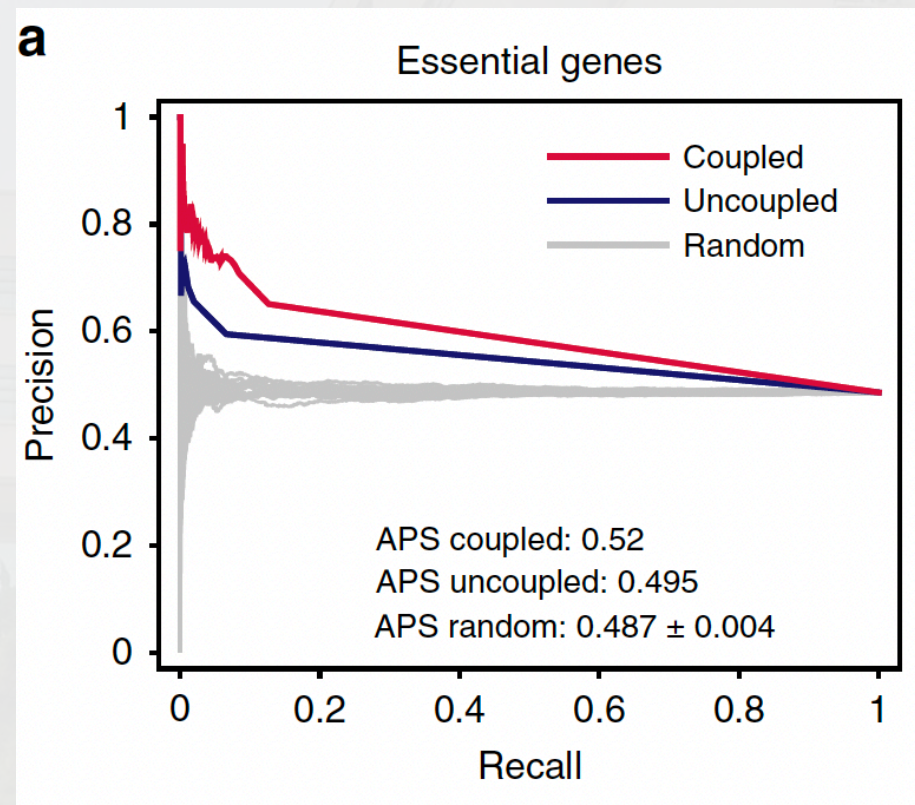 a
Essential genes
1
0.8
0.6
0.4
0.2
0
Precision
Coupled
Uncoupled
Random
APS coupled: 0.52
APS uncoupled: 0.495
APS random: 0.487 ± 0.004
0 0.2 0.4 0.6 0.8 1
Recall